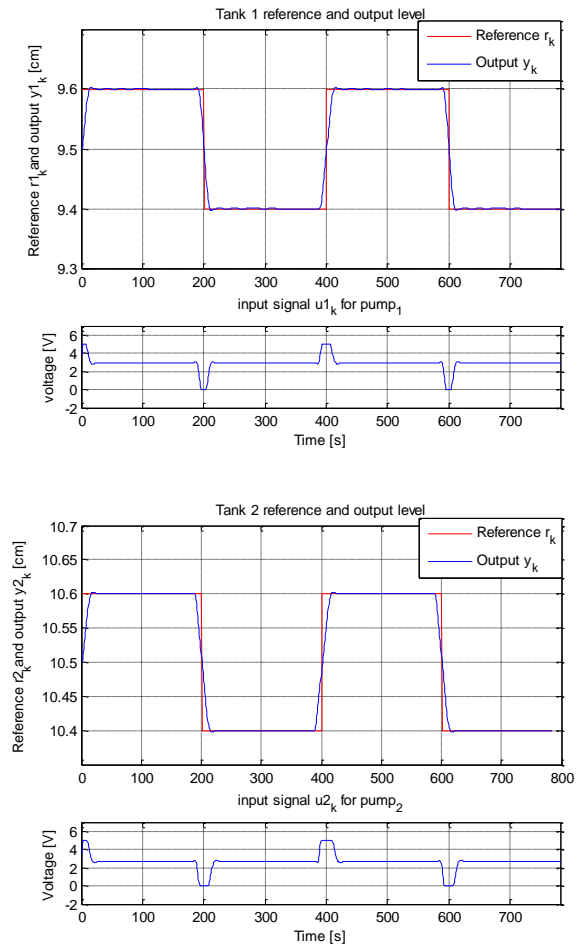 Tank 1 reference and output level
Reference r1k and output y1k [cm]
9.6
9.5
9.4
9.3
Reference rk
Output yk
0 100 200 300 400 500 600 700
input signal u1k for pump1
voltage [V]
6
4
2
0
-2
0 100 200 300 400 500 600 700
Time [s]
Tank 2 reference and output level
Reference r2k and output y2k [cm]
10.7
10.65
10.6
10.55
10.5
10.45
10.4
Reference rk
Output yk
0 100 200 300 400 500 600 700 800
input signal u2k for pump2
Voltage [V]
6
4
2
0
-2
0 100 200 300 400 500 600 700
Time [s]